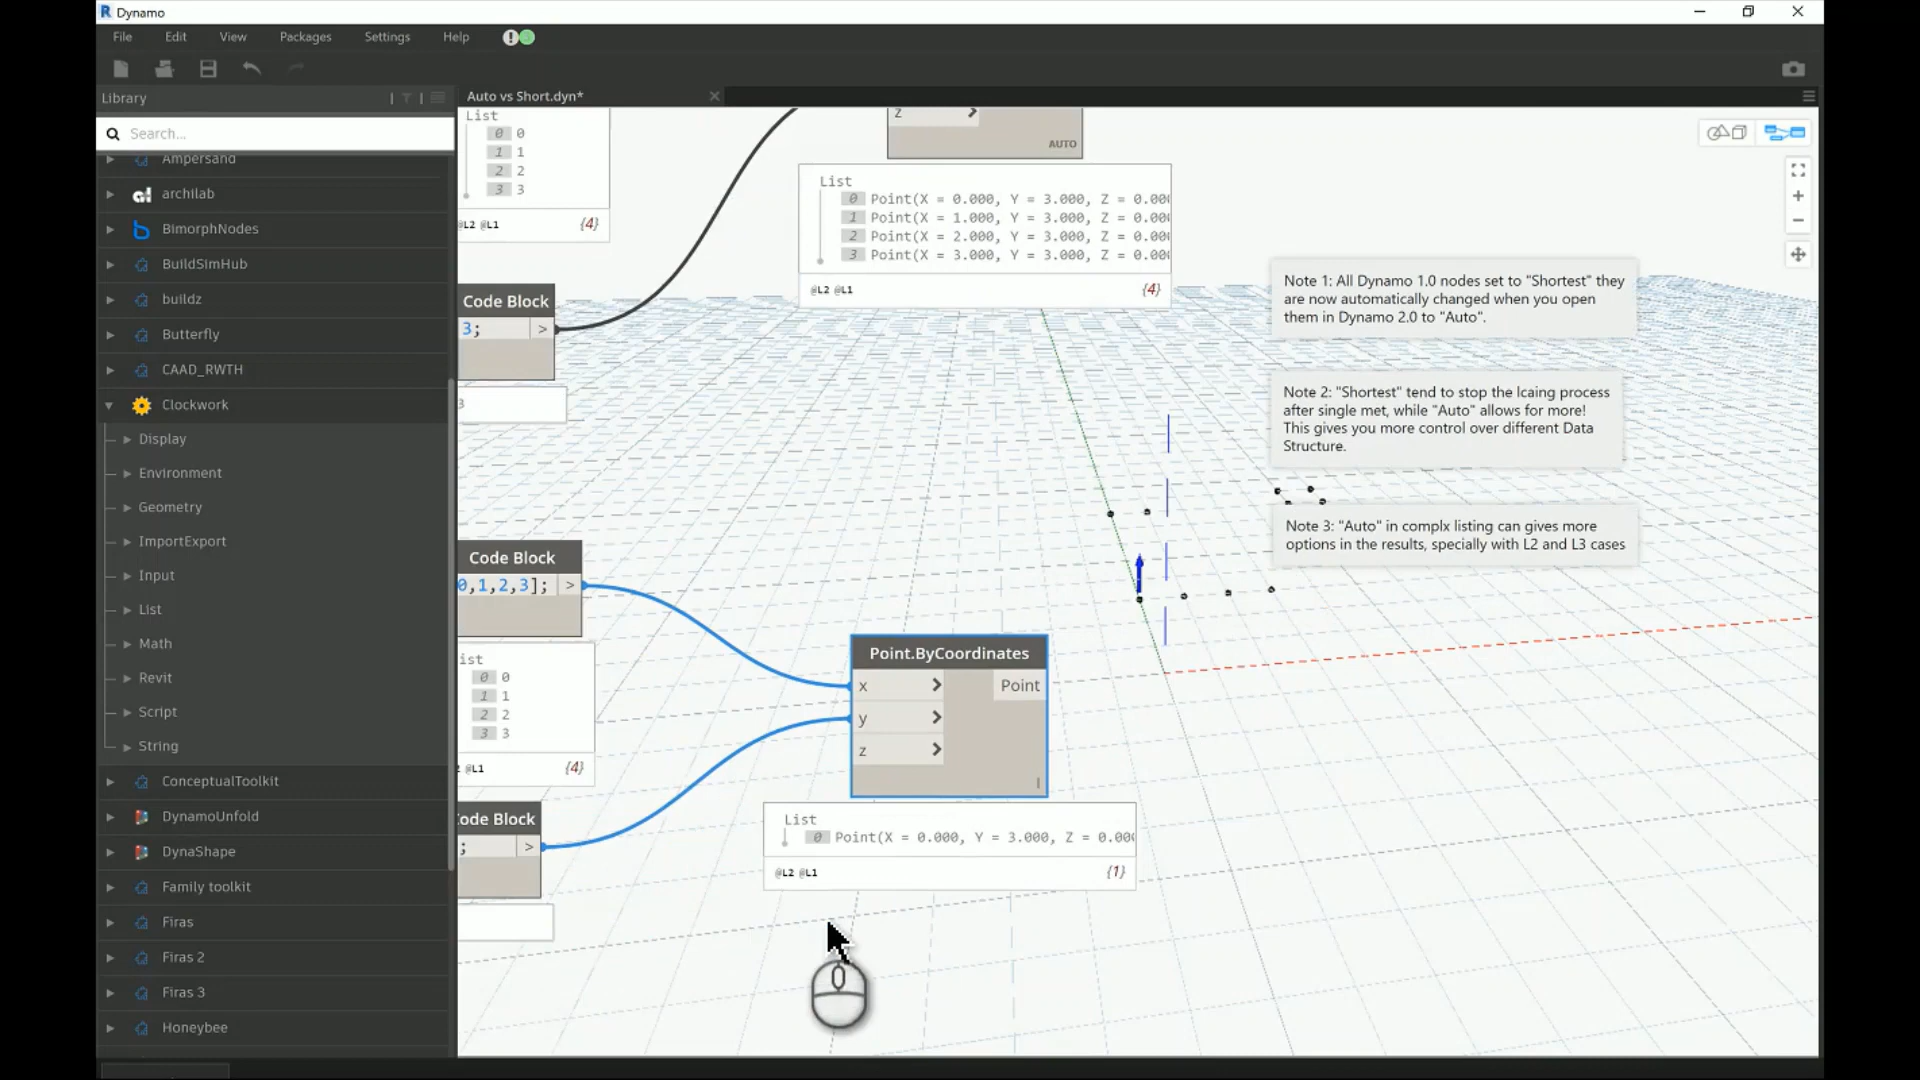 Dynamo
File Edit View Packages Settings Help
Library
Auto vs Short.dyn*
Search...
Ampersand
archilab
BimorphNodes
BuildSimHub
buildz
Butterfly
CAAD_RWTH
Clockwork
Display
Environment
Geometry
ImportExport
Input
List
Math
Revit
Script
String
ConceptualToolkit
DynamoUnfold
DynaShape
Family toolkit
Firas
Firas 2
Firas 3
Honeybee
List
0 0
1 1
2 2
3 3
@L2 @L1 {4}
z >
AUTO
List
0 Point(X = 0.000, Y = 3.000, Z = 0.00
1 Point(X = 1.000, Y = 3.000, Z = 0.00
2 Point(X = 2.000, Y = 3.000, Z = 0.00
3 Point(X = 3.000, Y = 3.000, Z = 0.00
@L2 @L1 {4}
Code Block
3; >
3
Note 1: All Dynamo 1.0 nodes set to "Shortest" they
are now automatically changed when you open
them in Dynamo 2.0 to "Auto".
Note 2: "Shortest" tend to stop the lcaing process
after single met, while "Auto" allows for more!
This gives you more control over different Data
Structure.
Note 3: "Auto" in complx listing can gives more
options in the results, specially with L2 and L3 cases
Code Block
0,1,2,3]; >
ist
0 0
1 1
2 2
3 3
2 @L1 {4}
Code Block
; >
Point.ByCoordinates
x > Point
y >
z >
|
List
0 Point(X = 0.000, Y = 3.000, Z = 0.00
@L2 @L1 {1}